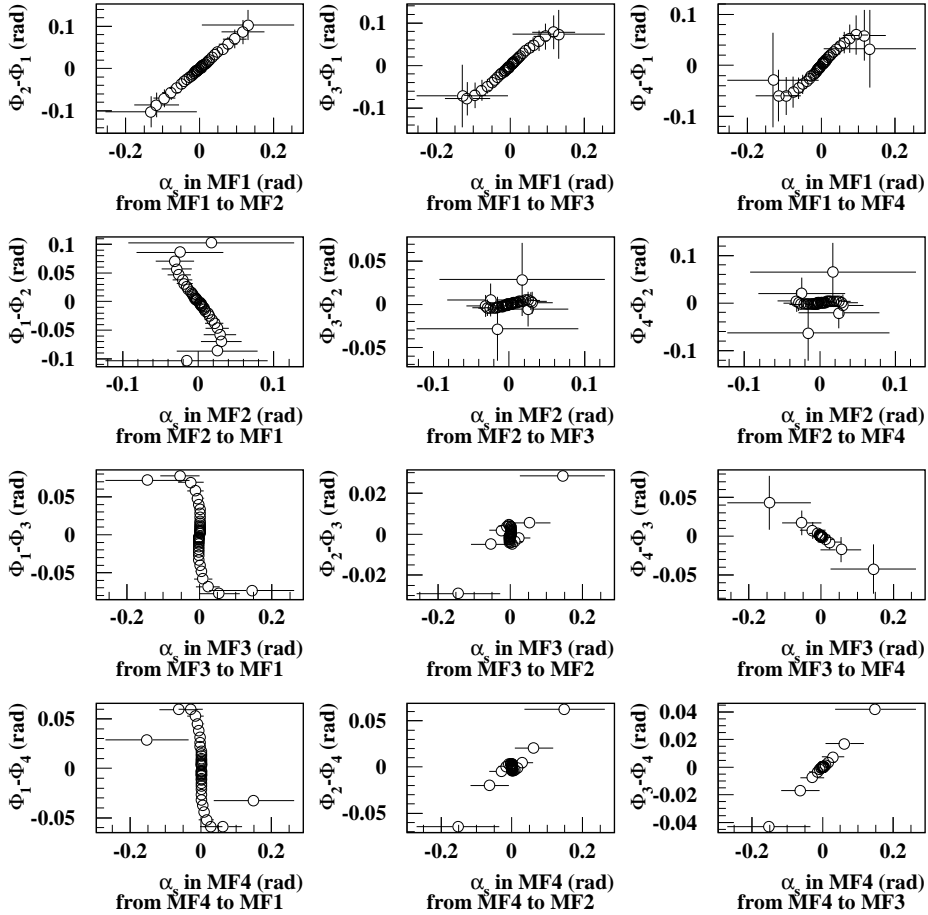 Φ2-Φ1 (rad)
0.1
0
-0.1
-0.2 0 0.2
αs in MF1 (rad)
from MF1 to MF2
Φ3-Φ1 (rad)
0.1
0
-0.1
-0.2 0 0.2
αs in MF1 (rad)
from MF1 to MF3
Φ4-Φ1 (rad)
0.1
0
-0.1
-0.2 0 0.2
αs in MF1 (rad)
from MF1 to MF4
Φ1-Φ2 (rad)
0.1
0.05
0
-0.05
-0.1
-0.1 0 0.1
αs in MF2 (rad)
from MF2 to MF1
Φ3-Φ2 (rad)
0.05
0
-0.05
-0.1 0 0.1
αs in MF2 (rad)
from MF2 to MF3
Φ4-Φ2 (rad)
0.1
0
-0.1
-0.1 0 0.1
αs in MF2 (rad)
from MF2 to MF4
Φ1-Φ3 (rad)
0.05
0
-0.05
-0.2 0 0.2
αs in MF3 (rad)
from MF3 to MF1
Φ2-Φ3 (rad)
0.02
0
-0.02
-0.2 0 0.2
αs in MF3 (rad)
from MF3 to MF2
Φ4-Φ3 (rad)
0.05
0
-0.05
-0.2 0 0.2
αs in MF3 (rad)
from MF3 to MF4
Φ1-Φ4 (rad)
0.05
0
-0.05
-0.2 0 0.2
αs in MF4 (rad)
from MF4 to MF1
Φ2-Φ4 (rad)
0.05
0
-0.05
-0.2 0 0.2
αs in MF4 (rad)
from MF4 to MF2
Φ3-Φ4 (rad)
0.04
0.02
0
-0.02
-0.04
-0.2 0 0.2
αs in MF4 (rad)
from MF4 to MF3